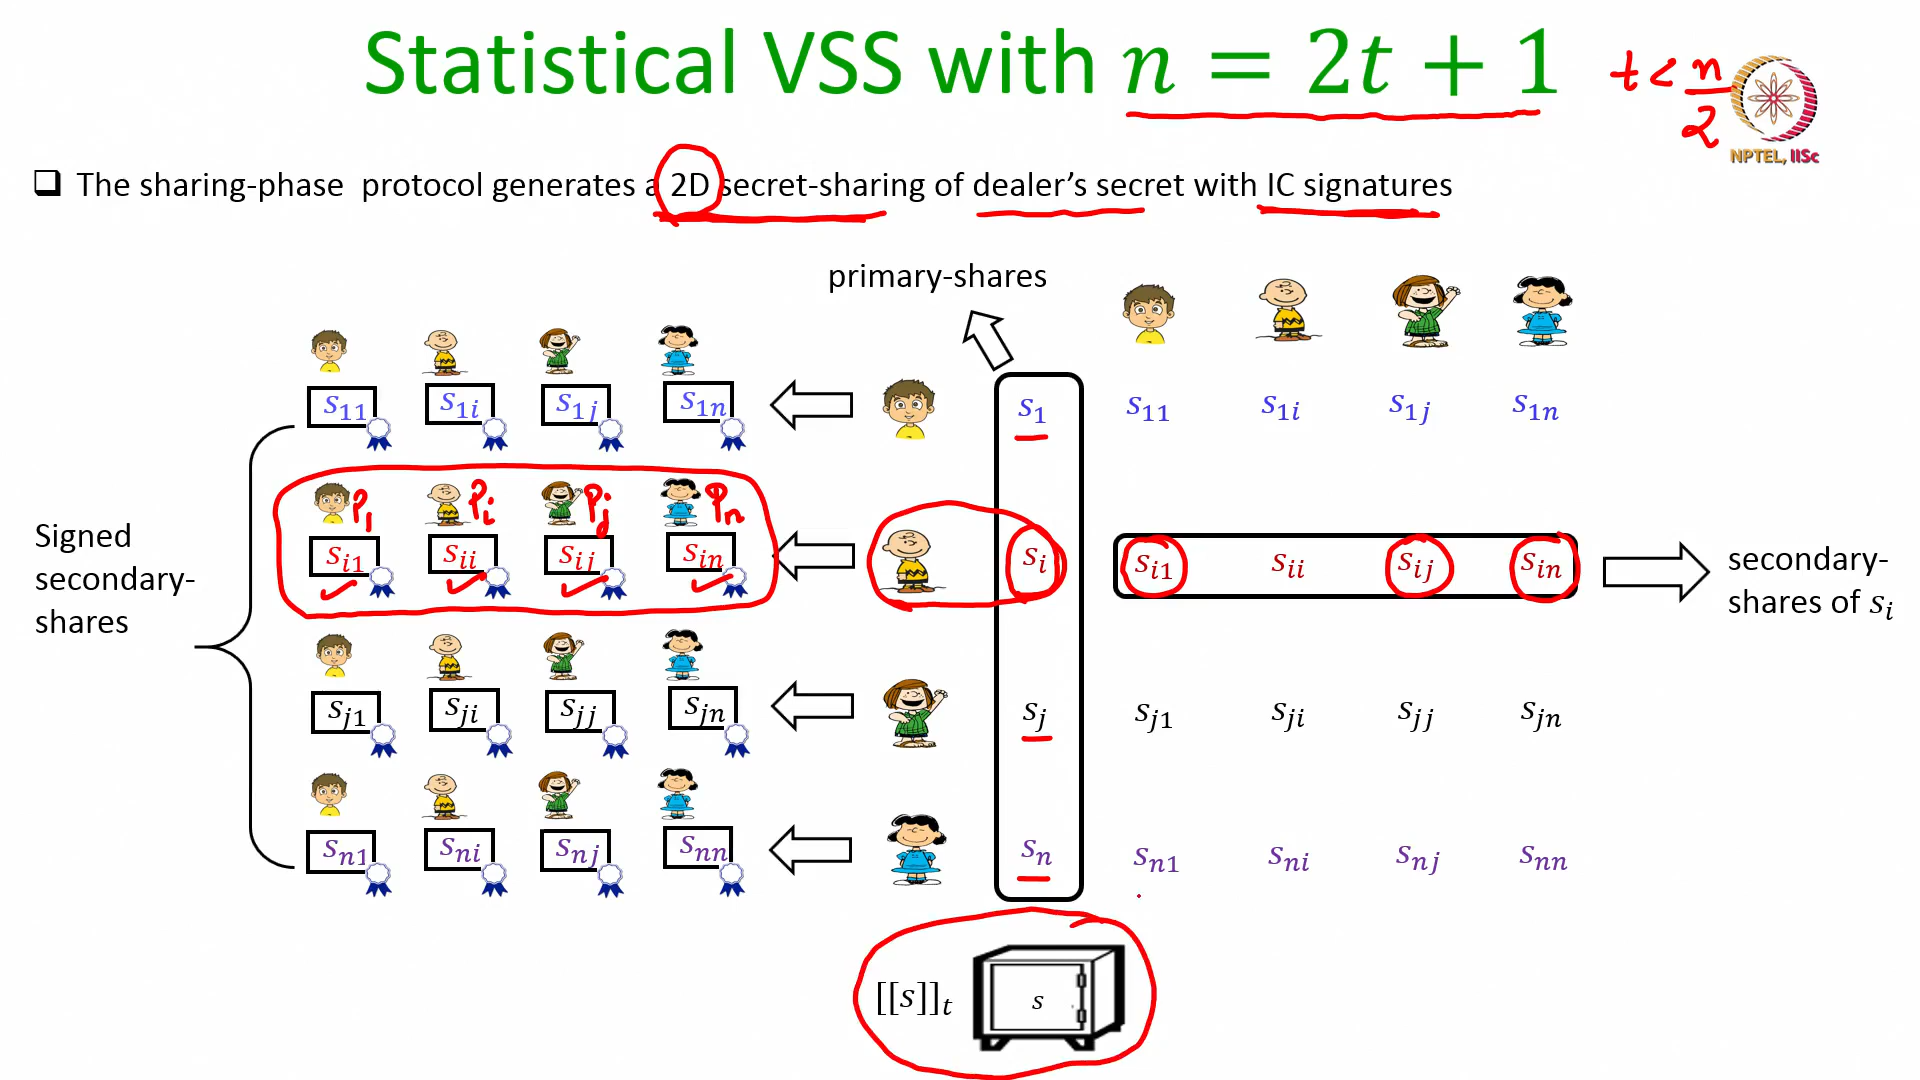 Statistical VSS with n = 2t + 1
t < n/2
NPTEL, IISc
❑ The sharing-phase protocol generates a 2D secret-sharing of dealer's secret with IC signatures
primary-shares
s₁₁ s₁ᵢ s₁ⱼ s₁ₙ s₁ s₁₁ s₁ᵢ s₁ⱼ s₁ₙ
P₁ Pᵢ Pⱼ Pₙ
Signed
secondary-
shares
sᵢ₁ sᵢᵢ sᵢⱼ sᵢₙ sᵢ sᵢ₁ sᵢᵢ sᵢⱼ sᵢₙ
secondary-
shares of sᵢ
sⱼ₁ sⱼᵢ sⱼⱼ sⱼₙ sⱼ sⱼ₁ sⱼᵢ sⱼⱼ sⱼₙ
sₙ₁ sₙᵢ sₙⱼ sₙₙ sₙ sₙ₁ sₙᵢ sₙⱼ sₙₙ
[[s]]ₜ s